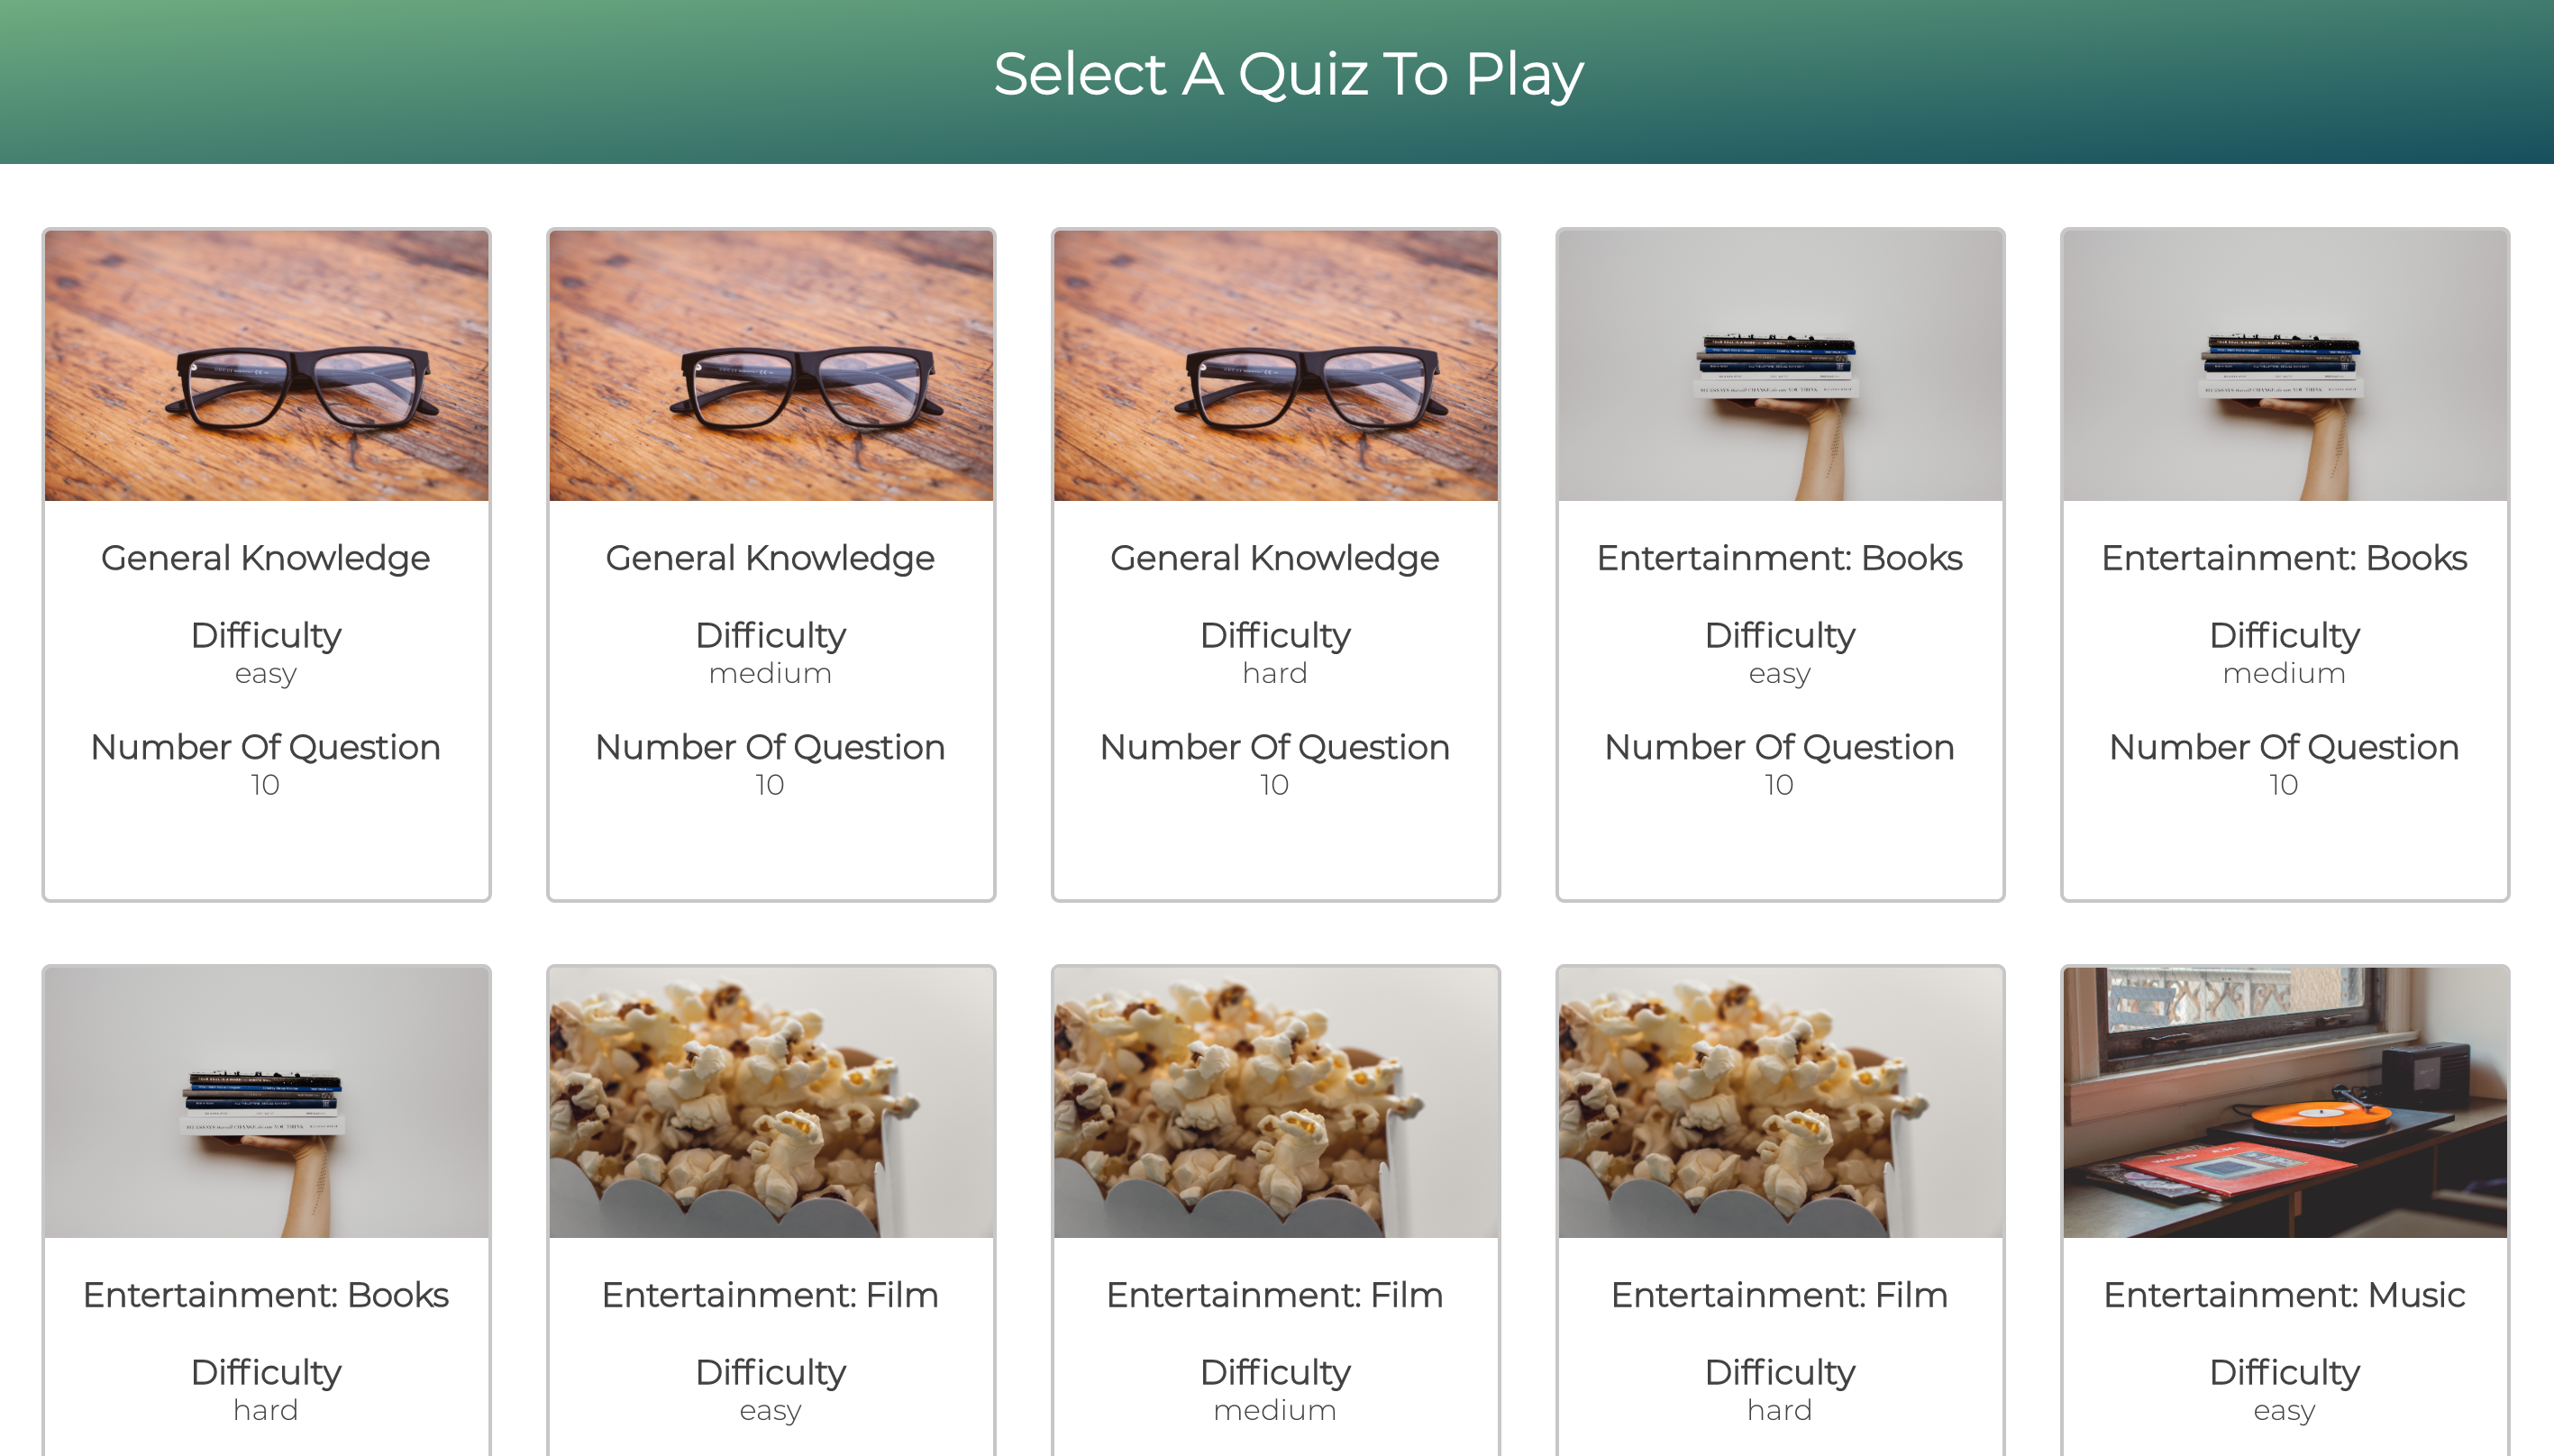 Select A Quiz To Play
General Knowledge
Difficulty
easy
Number Of Question
10
General Knowledge
Difficulty
medium
Number Of Question
10
General Knowledge
Difficulty
hard
Number Of Question
10
Entertainment: Books
Difficulty
easy
Number Of Question
10
Entertainment: Books
Difficulty
medium
Number Of Question
10
Entertainment: Books
Difficulty
hard
Entertainment: Film
Difficulty
easy
Entertainment: Film
Difficulty
medium
Entertainment: Film
Difficulty
hard
Entertainment: Music
Difficulty
easy